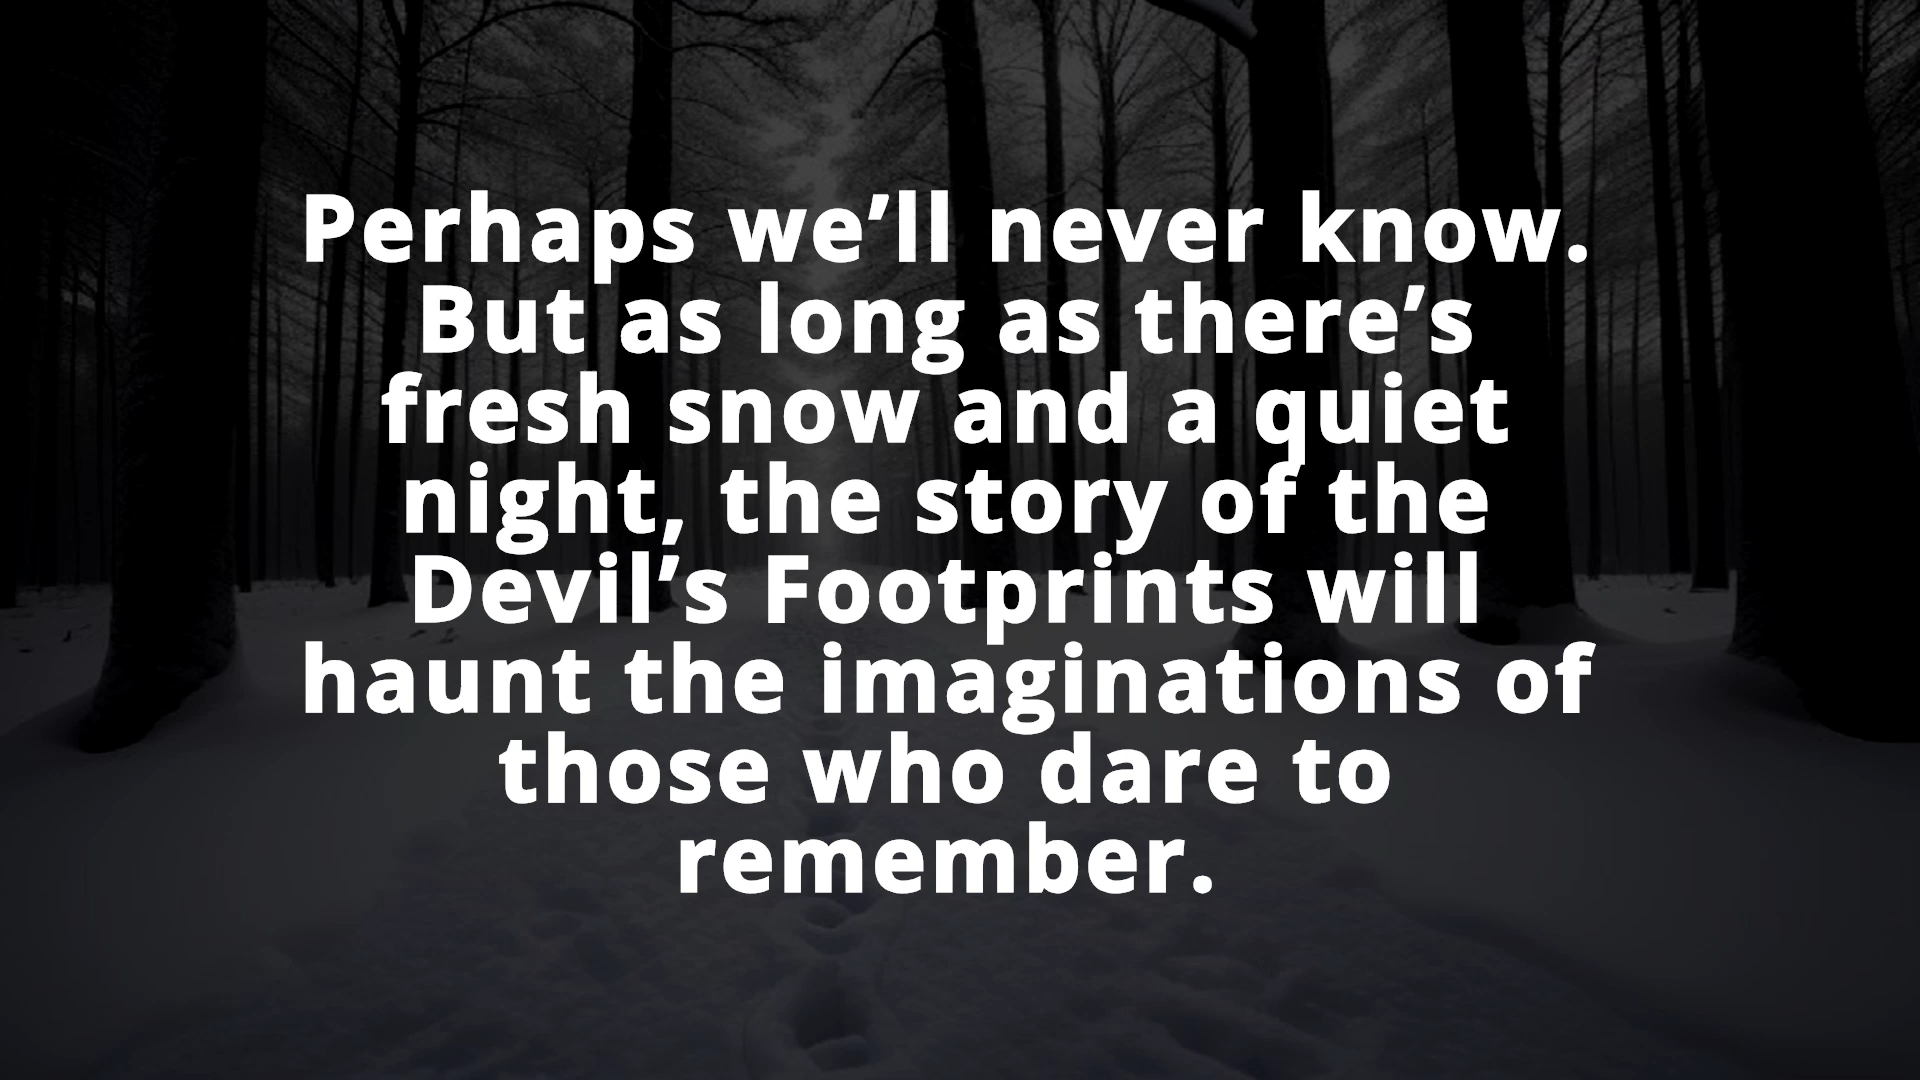 Perhaps we’ll never know.
But as long as there’s
fresh snow and a quiet
night, the story of the
Devil’s Footprints will
haunt the imaginations of
those who dare to
remember.